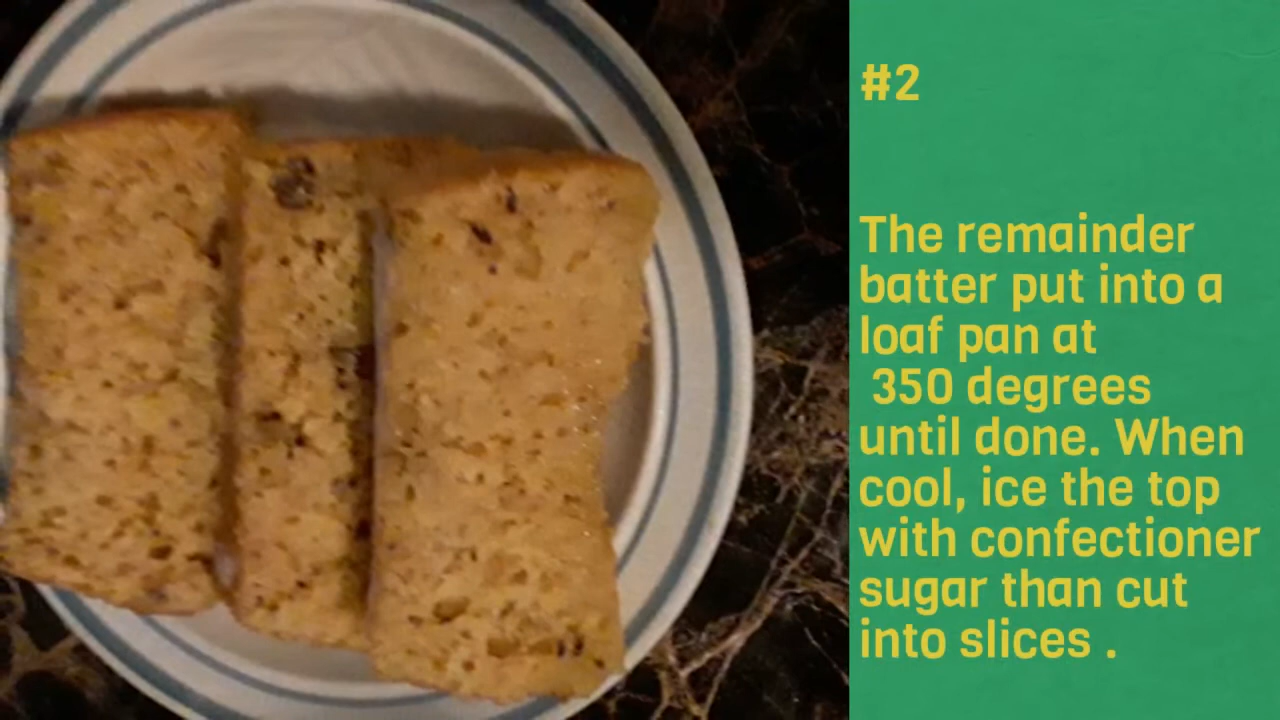 #2
The remainder
batter put into a
loaf pan at
350 degrees
until done. When
cool, ice the top
with confectioner
sugar than cut
into slices .